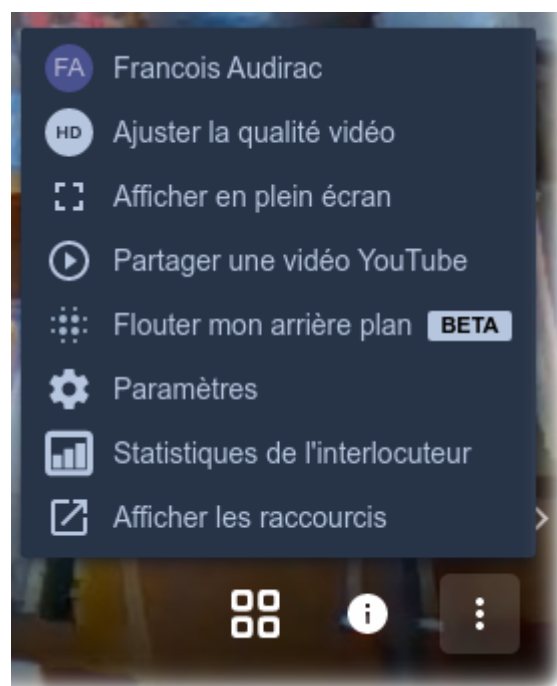 FA Francois Audirac
HD Ajuster la qualité vidéo
Afficher en plein écran
Partager une vidéo YouTube
Flouter mon arrière plan BETA
Paramètres
Statistiques de l'interlocuteur
Afficher les raccourcis